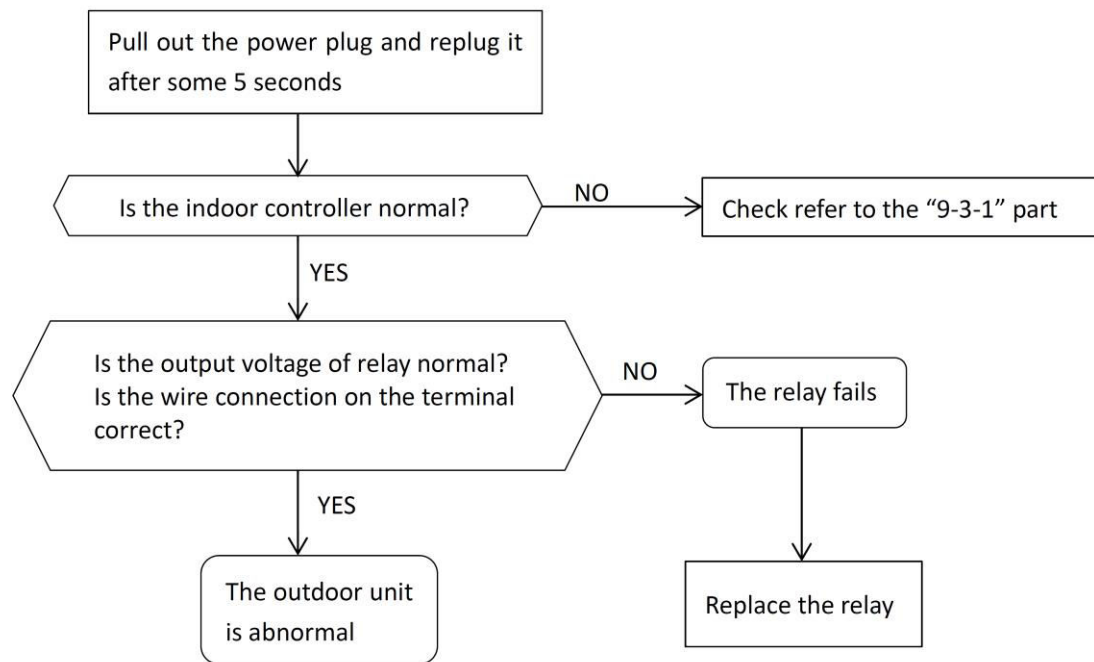 Pull out the power plug and replug it
after some 5 seconds
Is the indoor controller normal?
NO
Check refer to the “9-3-1” part
YES
Is the output voltage of relay normal?
Is the wire connection on the terminal
correct?
NO
The relay fails
YES
The outdoor unit
is abnormal
Replace the relay